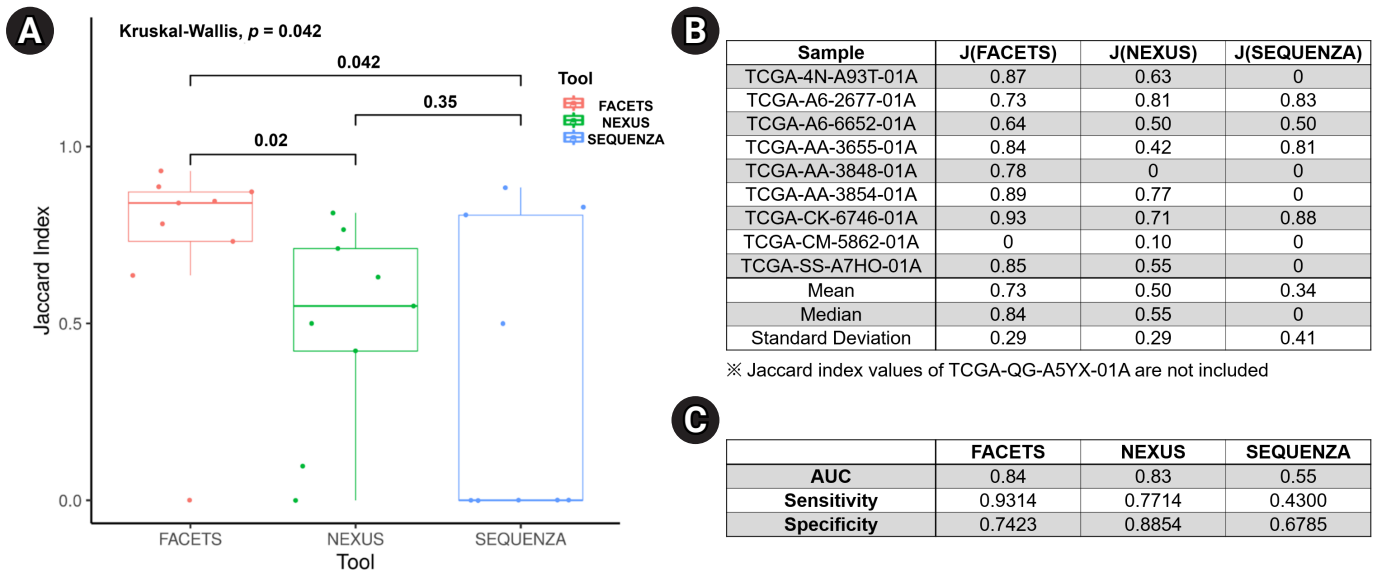 A
Kruskal-Wallis, p = 0.042
0.042
0.35
0.02
Tool
FACETS
NEXUS
SEQUENZA
Jaccard Index
1.0
0.5
0.0
FACETS NEXUS SEQUENZA
Tool
B
Sample J(FACETS) J(NEXUS) J(SEQUENZA)
TCGA-4N-A93T-01A 0.87 0.63 0
TCGA-A6-2677-01A 0.73 0.81 0.83
TCGA-A6-6652-01A 0.64 0.50 0.50
TCGA-AA-3655-01A 0.84 0.42 0.81
TCGA-AA-3848-01A 0.78 0 0
TCGA-AA-3854-01A 0.89 0.77 0
TCGA-CK-6746-01A 0.93 0.71 0.88
TCGA-CM-5862-01A 0 0.10 0
TCGA-SS-A7HO-01A 0.85 0.55 0
Mean 0.73 0.50 0.34
Median 0.84 0.55 0
Standard Deviation 0.29 0.29 0.41
※ Jaccard index values of TCGA-QG-A5YX-01A are not included
C
FACETS NEXUS SEQUENZA
AUC 0.84 0.83 0.55
Sensitivity 0.9314 0.7714 0.4300
Specificity 0.7423 0.8854 0.6785